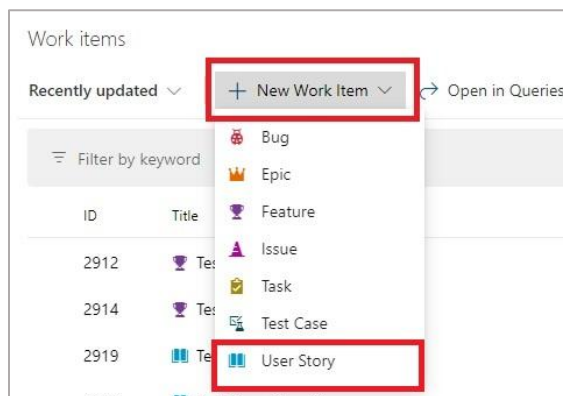 Work items
Recently updated
New Work Item
Open in Queries
Filter by keyword
Bug
Epic
ID
Title
Feature
Issue
2912
Task
2914
Test Case
2919
User Story